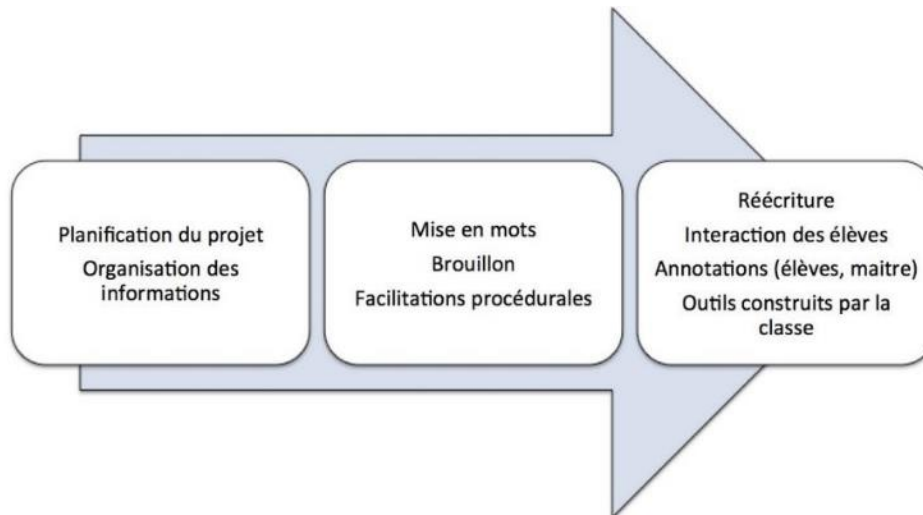 Planification du projet
Organisation des
informations
Mise en mots
Brouillon
Facilitations procédurales
Réécriture
Interaction des élèves
Annotations (élèves, maitre)
Outils construits par la
classe